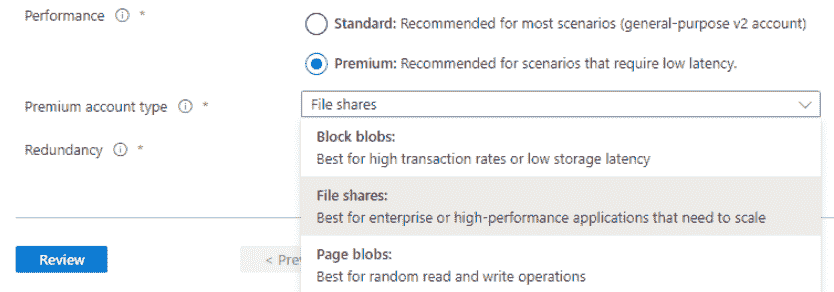 Performance *
Standard: Recommended for most scenarios (general-purpose v2 account)
Premium: Recommended for scenarios that require low latency.
Premium account type *
File shares
Block blobs:
Best for high transaction rates or low storage latency
Redundancy *
File shares:
Best for enterprise or high-performance applications that need to scale
Page blobs:
Best for random read and write operations
Review
<